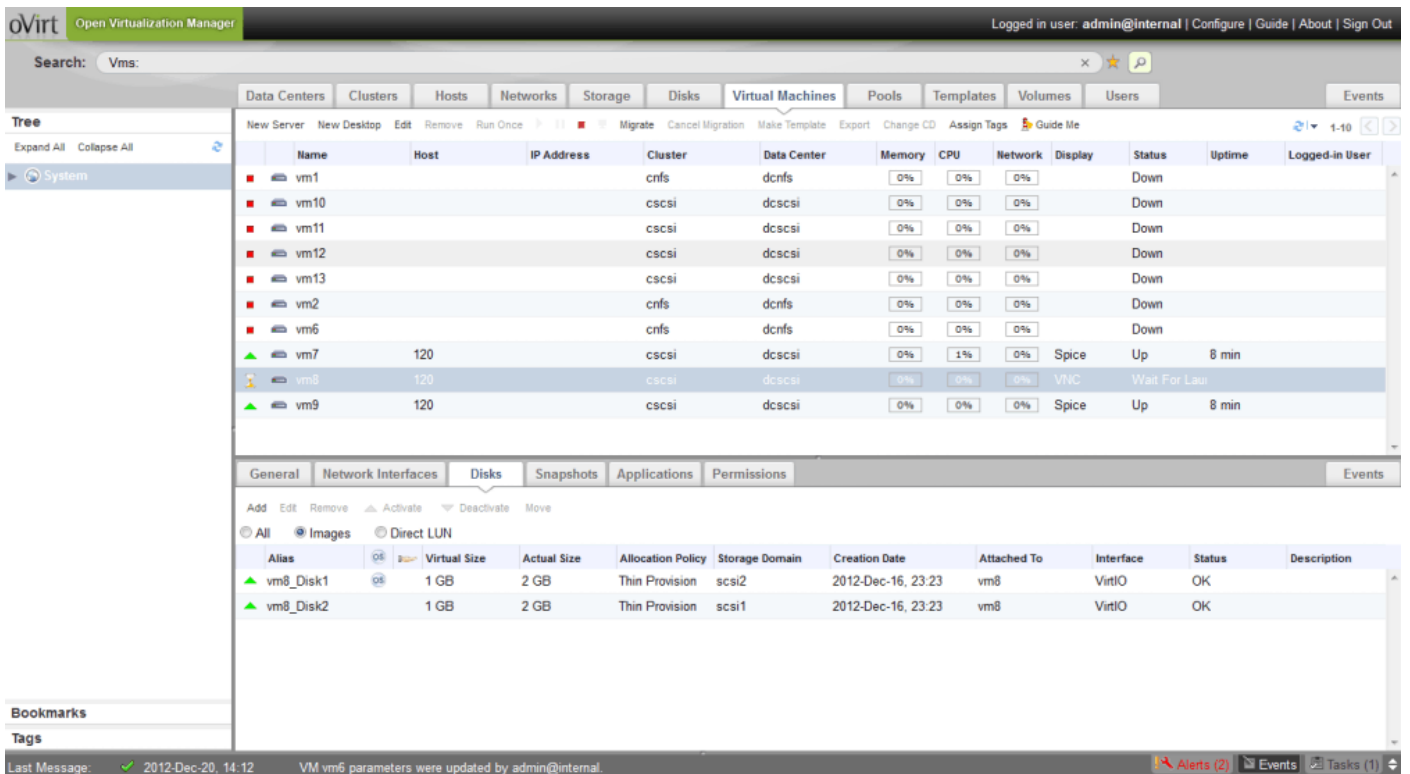 oVirt Open Virtualization Manager Logged in user: admin@internal | Configure | Guide | About | Sign Out
Search: Vms:
Data Centers Clusters Hosts Networks Storage Disks Virtual Machines Pools Templates Volumes Users Events
Tree
New Server New Desktop Edit Remove Run Once Migrate Cancel Migration Make Template Export Change CD Assign Tags Guide Me 1-10
Expand All Collapse All
Name Host IP Address Cluster Data Center Memory CPU Network Display Status Uptime Logged-in User
System
vm1 cnfs dcnfs 0% 0% 0% Down
vm10 cscsi dcscsi 0% 0% 0% Down
vm11 cscsi dcscsi 0% 0% 0% Down
vm12 cscsi dcscsi 0% 0% 0% Down
vm13 cscsi dcscsi 0% 0% 0% Down
vm2 cnfs dcnfs 0% 0% 0% Down
vm6 cnfs dcnfs 0% 0% 0% Down
vm7 120 cscsi dcscsi 0% 1% 0% Spice Up 8 min
vm8 120 cscsi dcscsi 0% 0% 0% VNC Wait For Lau
vm9 120 cscsi dcscsi 0% 0% 0% Spice Up 8 min
General Network Interfaces Disks Snapshots Applications Permissions Events
Add Edit Remove Activate Deactivate Move
All Images Direct LUN
Alias OS Virtual Size Actual Size Allocation Policy Storage Domain Creation Date Attached To Interface Status Description
vm8_Disk1 OS 1 GB 2 GB Thin Provision scsi2 2012-Dec-16, 23:23 vm8 VirtIO OK
vm8_Disk2 1 GB 2 GB Thin Provision scsi1 2012-Dec-16, 23:23 vm8 VirtIO OK
Bookmarks
Tags
Last Message: 2012-Dec-20, 14:12 VM vm6 parameters were updated by admin@internal. Alerts (2) Events Tasks (1)